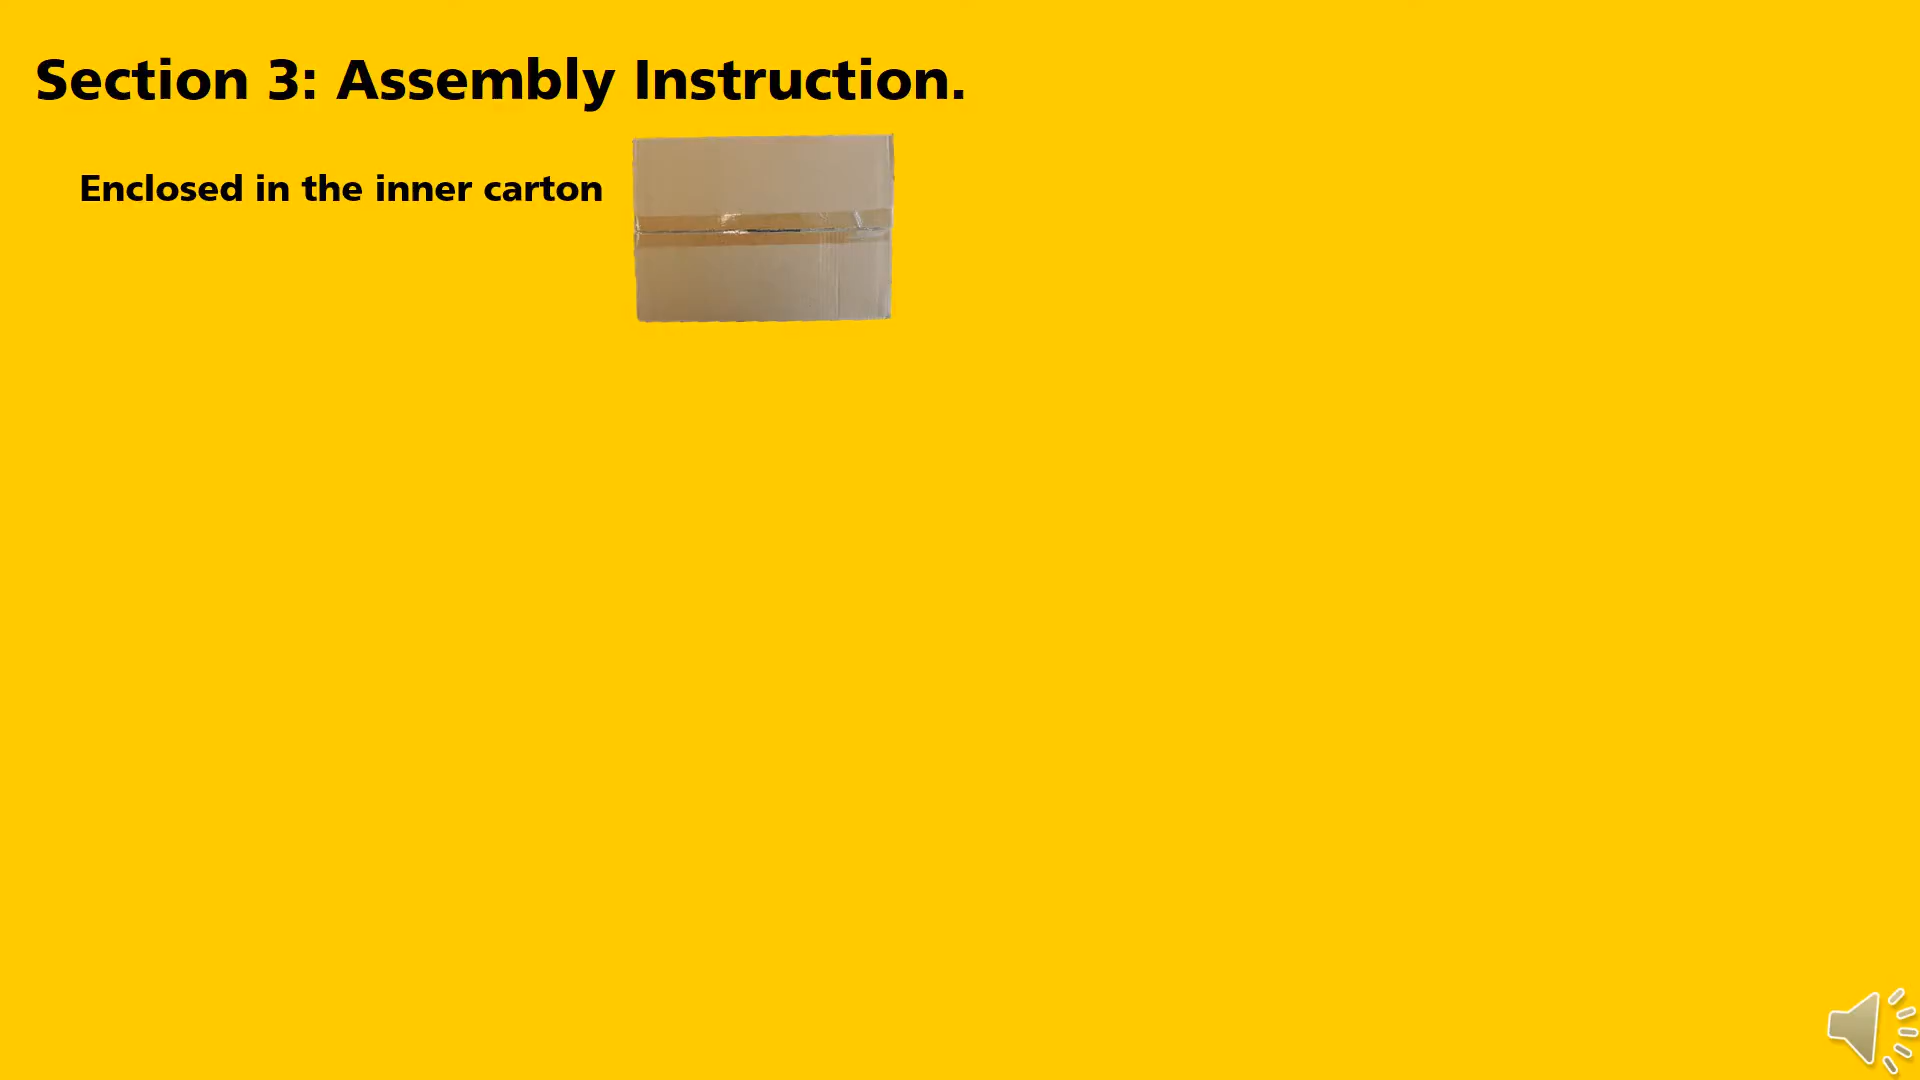 Section 3: Assembly Instruction.
Enclosed in the inner carton